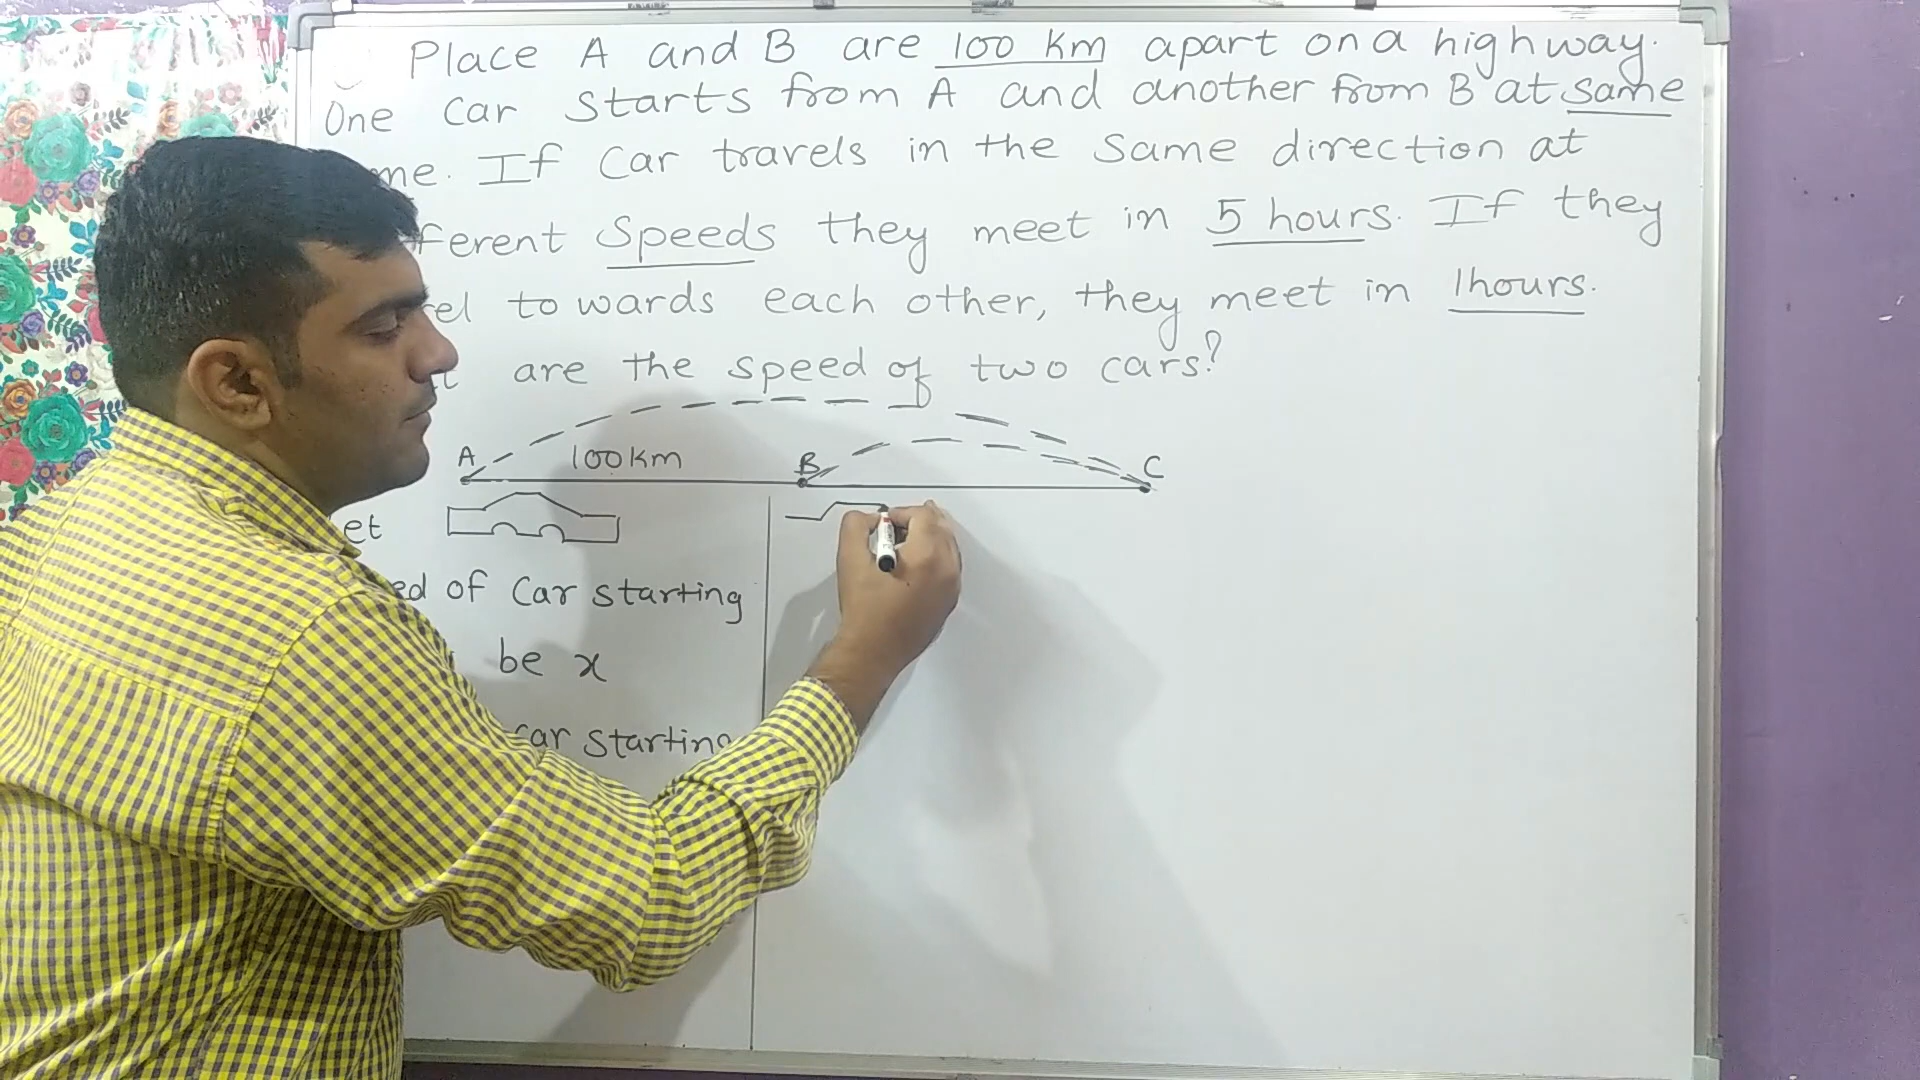 Place A and B are 100 Km apart on a highway.
One Car Starts from A and another from B at same
me. If Car travels in the Same direction at
ferent Speeds they meet in 5 hours. If they
el to wards each other, they meet in 1hours.
are the speed of two cars?
A 100Km B C
et
ed of Car starting
be x
car starting